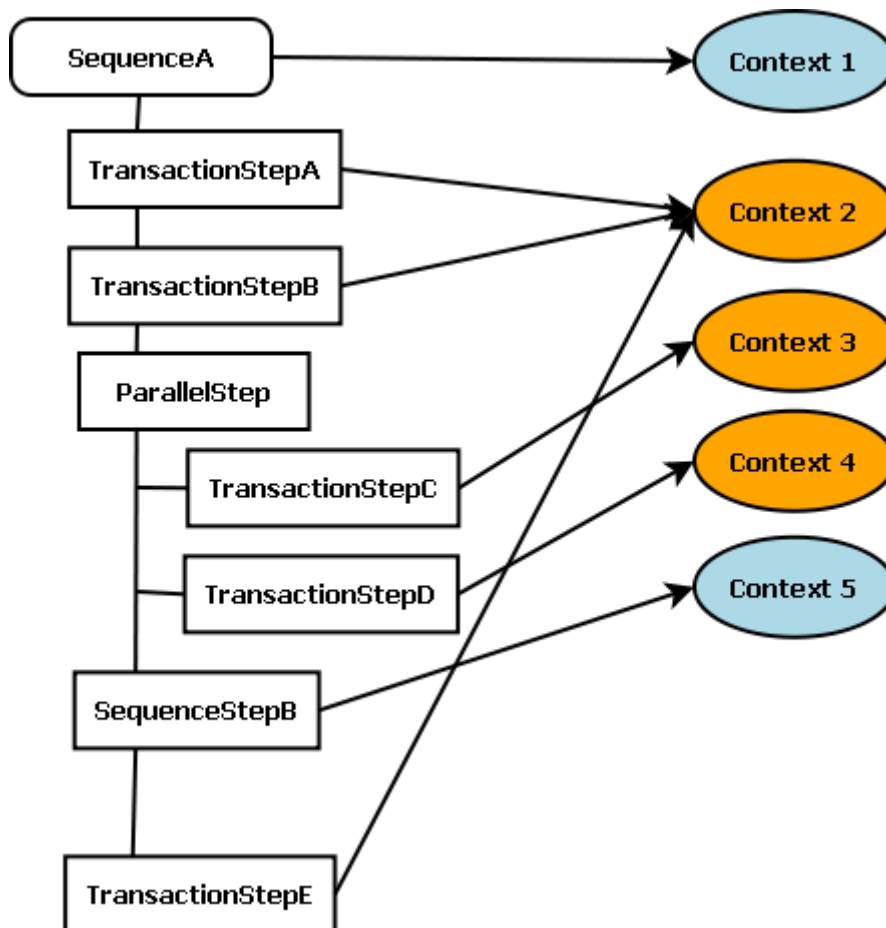 SequenceA
Context 1
TransactionStepA
Context 2
TransactionStepB
Context 3
ParallelStep
Context 4
TransactionStepC
TransactionStepD
Context 5
SequenceStepB
TransactionStepE